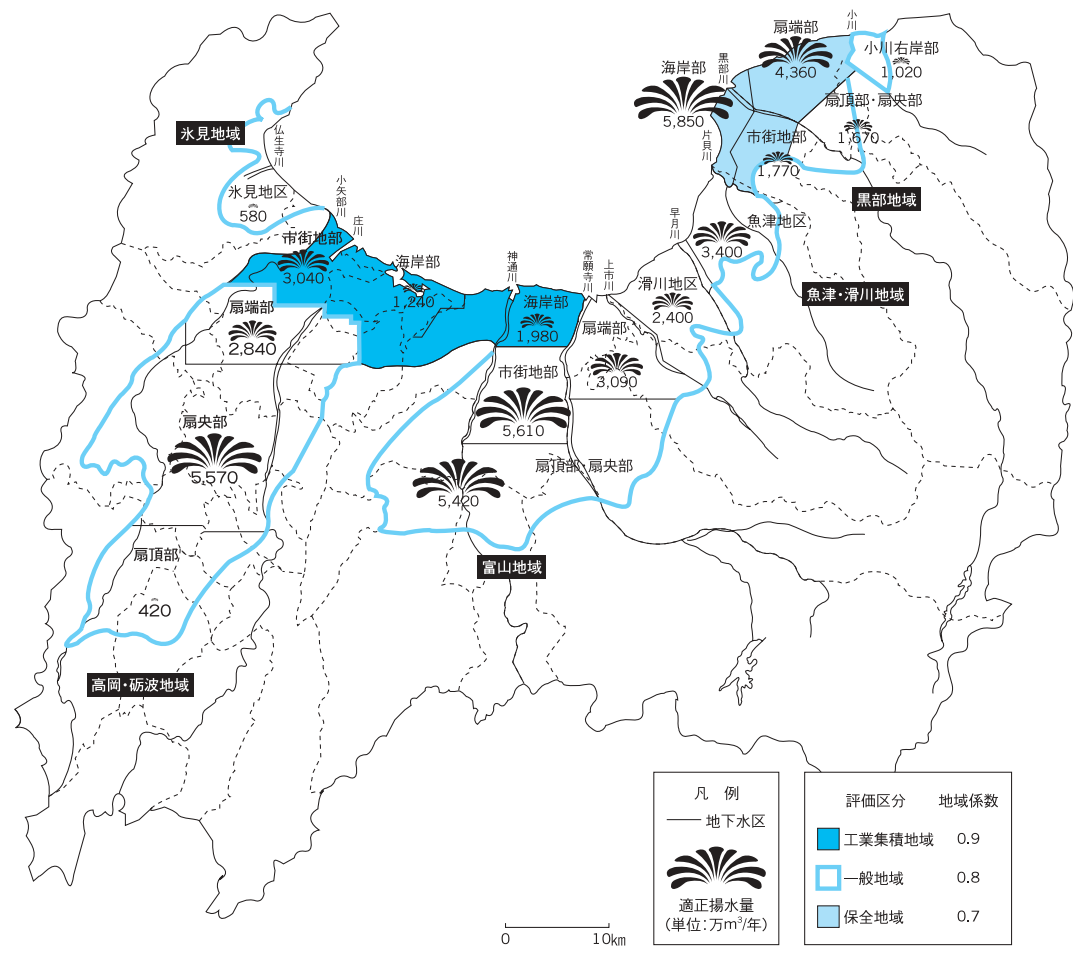 小川
扇端部
4,360
小川右岸部
1,020
海岸部
5,850
黒部川
扇頂部・扇央部
1,670
市街地部
1,770
片貝川
黒部地域
氷見地域
仏生寺川
氷見地区
580
小矢部川
庄川
市街地部
3,040
海岸部
1,240
神通川
海岸部
1,980
常願寺川
上市川
早月川
魚津地区
3,400
滑川地区
2,400
魚津・滑川地域
扇端部
2,840
扇端部
3,090
市街地部
5,610
扇央部
5,570
扇頂部・扇央部
5,420
富山地域
扇頂部
420
高岡・砺波地域
凡 例
地下水区
適正揚水量
(単位:万m³/年)
評価区分 地域係数
工業集積地域 0.9
一般地域 0.8
保全地域 0.7
0 10km